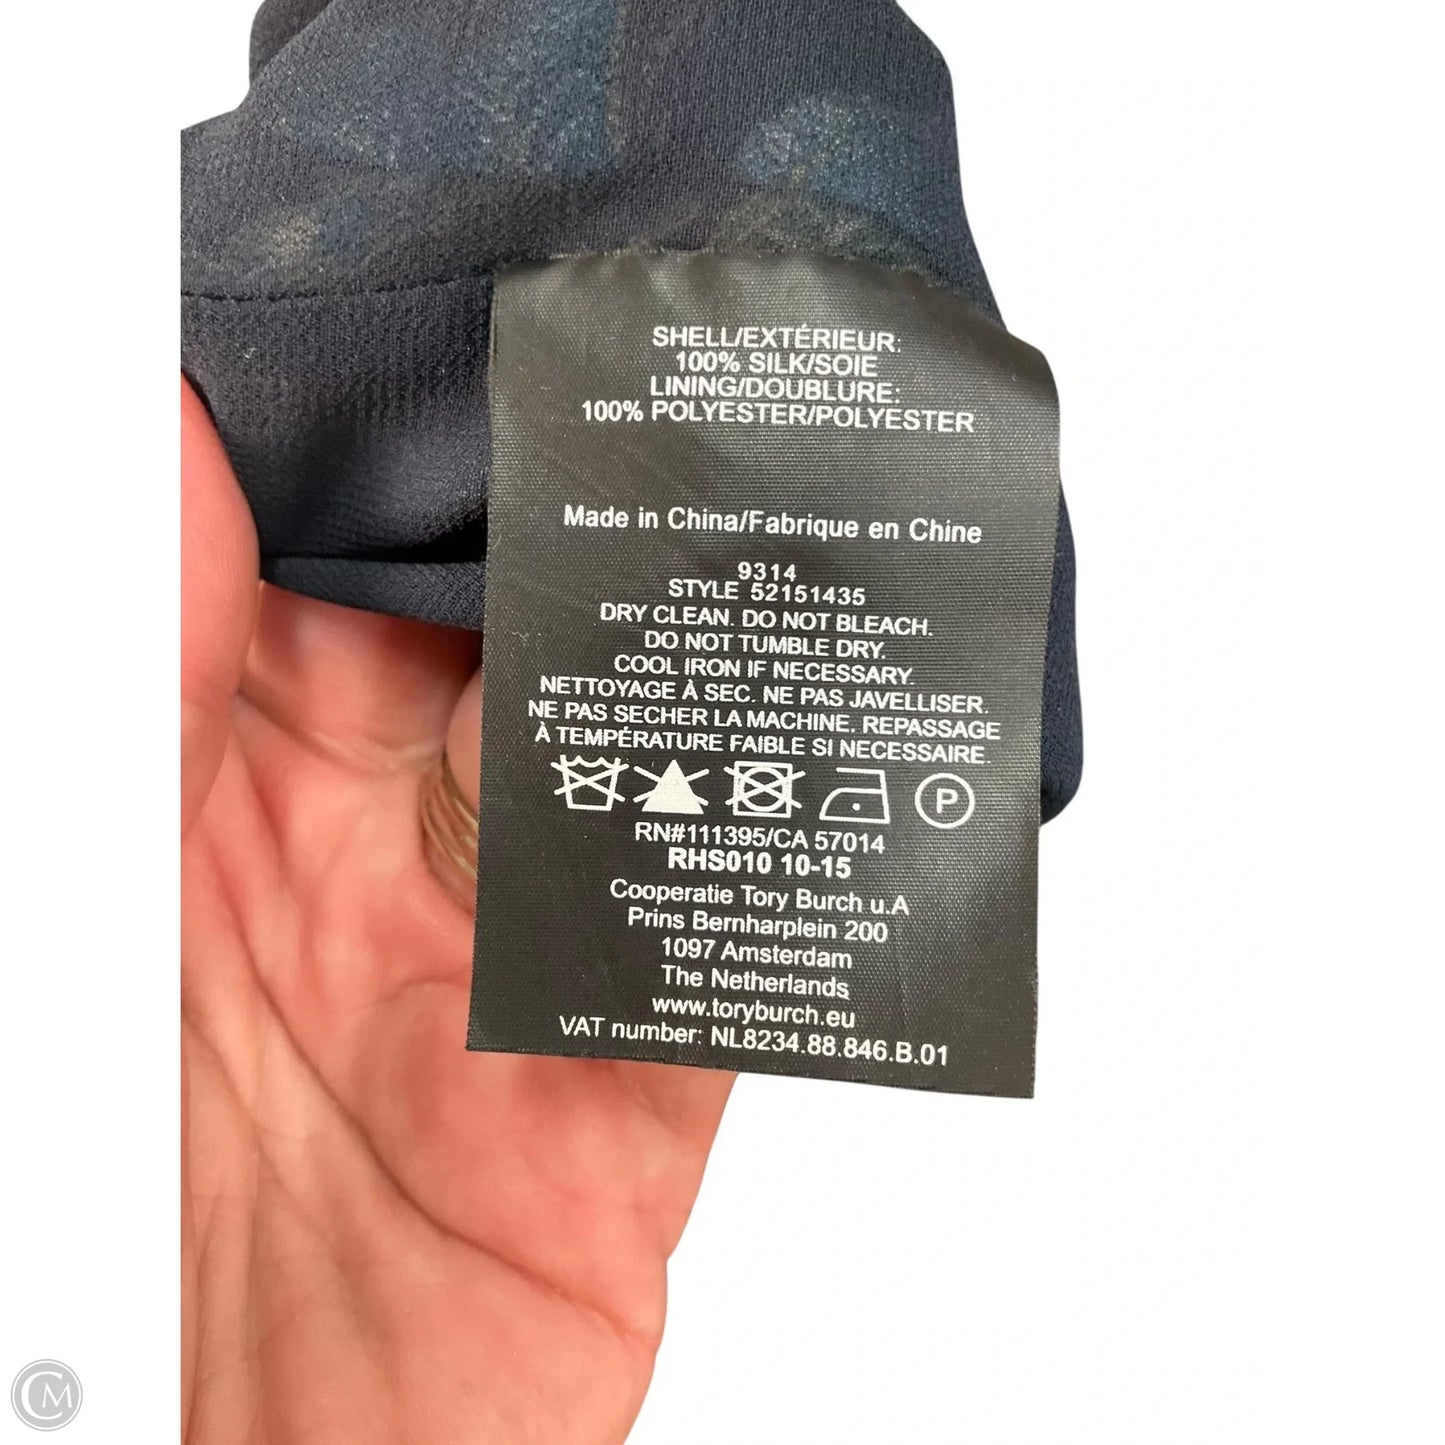 SHELL/EXTÉRIEUR:
100% SILK/SOIE
LINING/DOUBLURE:
100% POLYESTER/POLYESTER
Made in China/Fabrique en Chine
9314
STYLE 52151435
DRY CLEAN. DO NOT BLEACH.
DO NOT TUMBLE DRY.
COOL IRON IF NECESSARY.
NETTOYAGE À SEC. NE PAS JAVELLISER.
NE PAS SECHER LA MACHINE. REPASSAGE
À TEMPÉRATURE FAIBLE SI NECESSAIRE.
P
RN#111395/CA 57014
RHS010 10-15
Cooperatie Tory Burch u.A
Prins Bernharplein 200
1097 Amsterdam
The Netherlands
www.toryburch.eu
VAT number: NL8234.88.846.B.01
CM